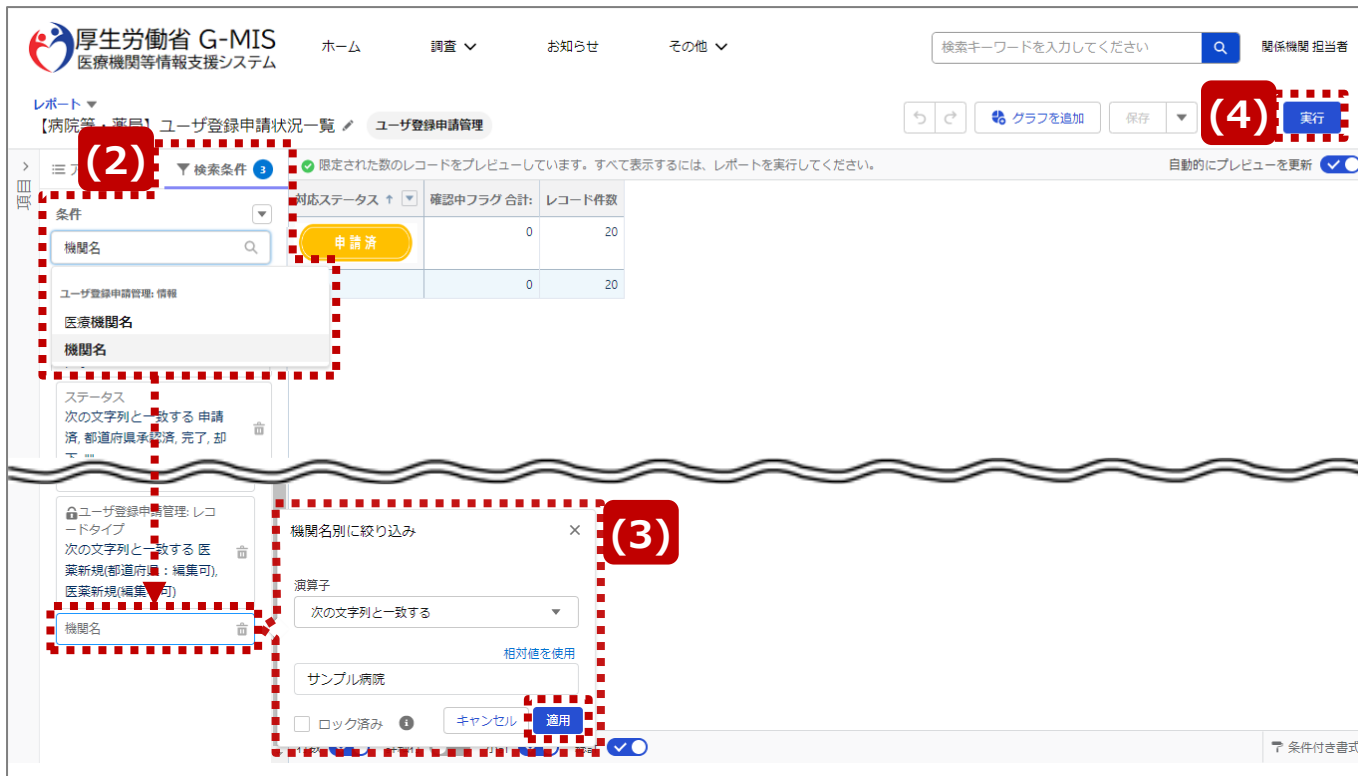 厚生労働省 G-MIS
医療機関等情報支援システム
ホーム
調査
お知らせ
その他
検索キーワードを入力してください
関係機関 担当者
レポート
【病院等・薬局】ユーザ登録申請状況一覧
ユーザ登録申請管理
グラフを追加
保存
(4)
実行
(2)
検索条件 3
限定された数のレコードをプレビューしています。すべて表示するには、レポートを実行してください。
自動的にプレビューを更新
項目
条件
機関名
対応ステータス ↑
確認中フラグ 合計:
レコード件数
申請済
0
20
0
20
ユーザ登録申請管理: 情報
医療機関名
機関名
ステータス
次の文字列と一致する 申請
済, 都道府県承認済, 完了, 却
下, ""
ユーザ登録申請管理: レコ
ードタイプ
次の文字列と一致する 医
薬新規(都道府県：編集可),
医薬新規(編集不可)
機関名
機関名別に絞り込み
(3)
演算子
次の文字列と一致する
相対値を使用
サンプル病院
ロック済み
キャンセル
適用
条件付き書式